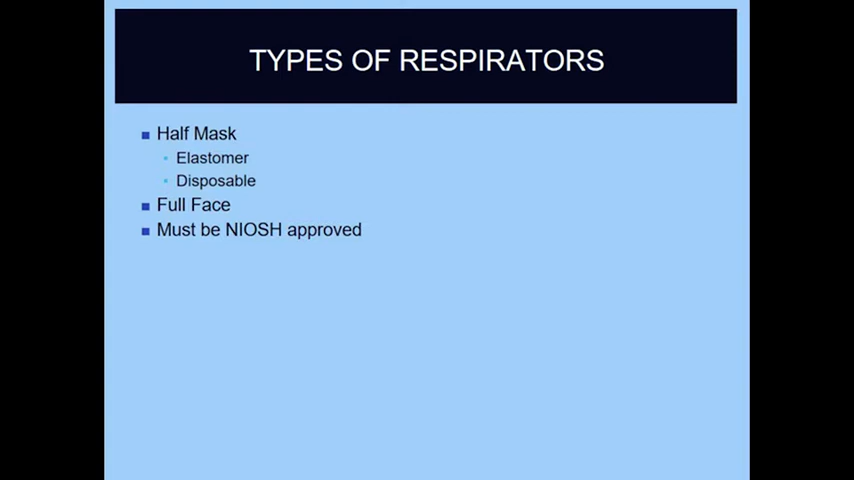 TYPES OF RESPIRATORS
Half Mask
Elastomer
Disposable
Full Face
Must be NIOSH approved